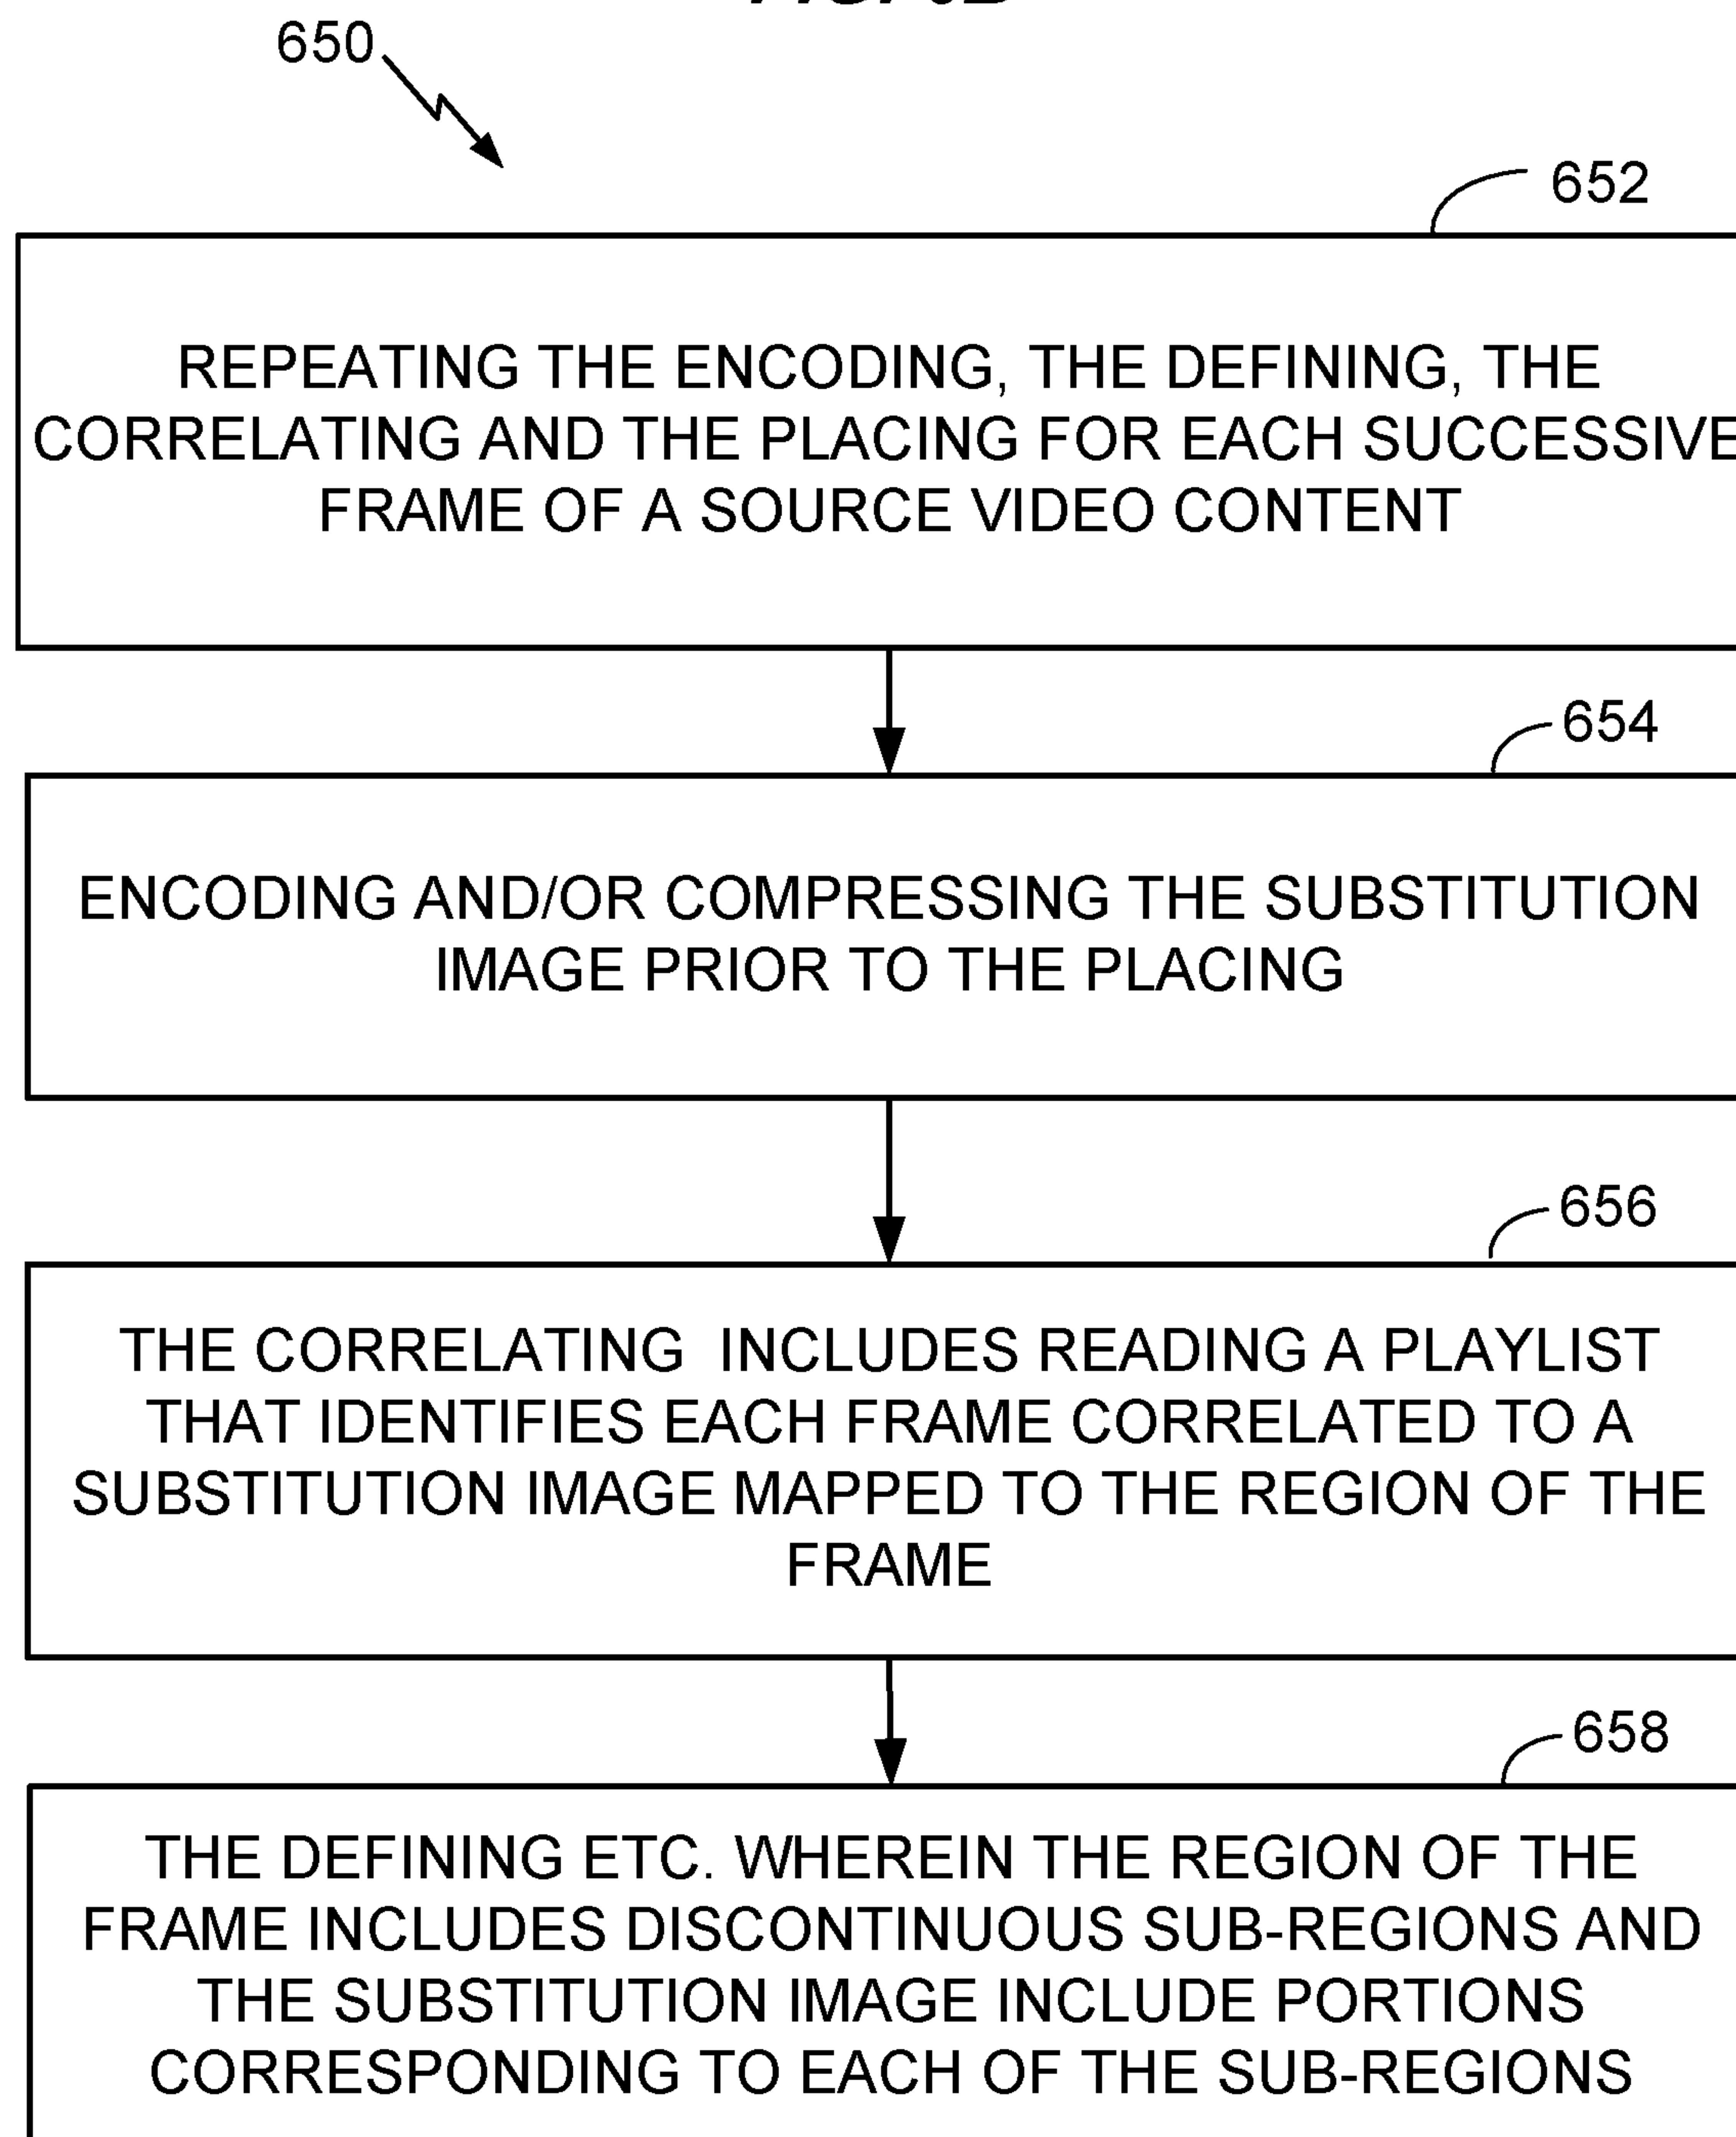 650
652
REPEATING THE ENCODING, THE DEFINING, THE
CORRELATING AND THE PLACING FOR EACH SUCCESSIVE
FRAME OF A SOURCE VIDEO CONTENT
654
ENCODING AND/OR COMPRESSING THE SUBSTITUTION
IMAGE PRIOR TO THE PLACING
656
THE CORRELATING INCLUDES READING A PLAYLIST
THAT IDENTIFIES EACH FRAME CORRELATED TO A
SUBSTITUTION IMAGE MAPPED TO THE REGION OF THE
FRAME
658
THE DEFINING ETC. WHEREIN THE REGION OF THE
FRAME INCLUDES DISCONTINUOUS SUB-REGIONS AND
THE SUBSTITUTION IMAGE INCLUDE PORTIONS
CORRESPONDING TO EACH OF THE SUB-REGIONS